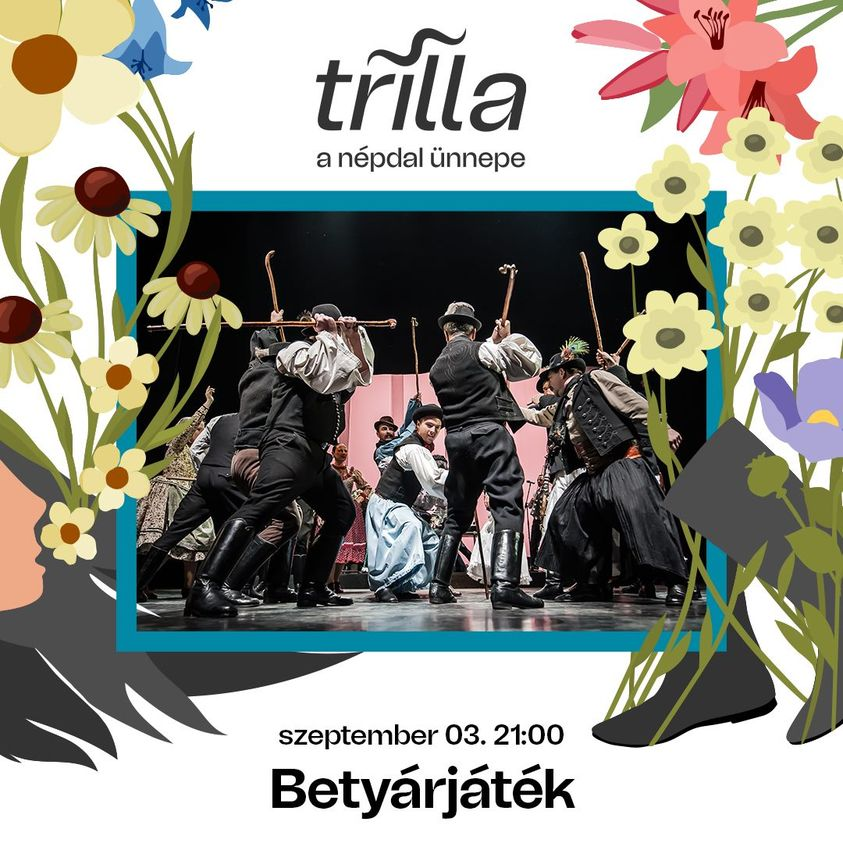 trilla
a népdal ünnepe
szeptember 03. 21:00
Betyárjáték